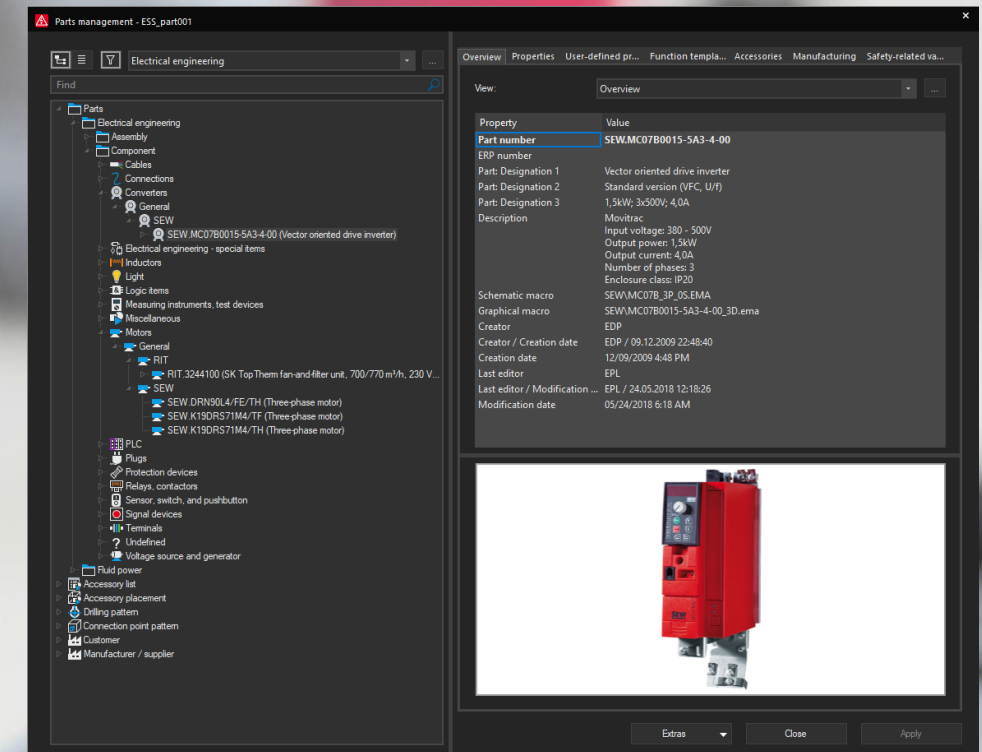 Parts management - ESS_part001
Electrical engineering
...
Find
Parts
Electrical engineering
Assembly
Component
Cables
Connections
Converters
General
SEW
SEW.MC07B0015-5A3-4-00 (Vector oriented drive inverter)
Electrical engineering - special items
Inductors
Light
Logic items
Measuring instruments, test devices
Miscellaneous
Motors
General
RIT
RIT.3244100 (SK TopTherm fan-and-filter unit, 700/770 m³/h, 230 V...
SEW
SEW.DRN90L4/FE/TH (Three-phase motor)
SEW.K19DRS71M4/TF (Three-phase motor)
SEW.K19DRS71M4/TH (Three-phase motor)
PLC
Plugs
Protection devices
Relays, contactors
Sensor, switch, and pushbutton
Signal devices
Terminals
Undefined
Voltage source and generator
Fluid power
Accessory list
Accessory placement
Drilling pattern
Connection point pattern
Customer
Manufacturer / supplier
Overview Properties User-defined pr... Function templa... Accessories Manufacturing Safety-related va...
View: Overview ...
Property Value
Part number SEW.MC07B0015-5A3-4-00
ERP number
Part: Designation 1 Vector oriented drive inverter
Part: Designation 2 Standard version (VFC, U/f)
Part: Designation 3 1,5kW; 3x500V; 4,0A
Description Movitrac
Input voltage: 380 - 500V
Output power: 1,5kW
Output current: 4,0A
Number of phases: 3
Enclosure class: IP20
Schematic macro SEW\MC07B_3P_0S.EMA
Graphical macro SEW\MC07B0015-5A3-4-00_3D.ema
Creator EDP
Creator / Creation date EDP / 09.12.2009 22:48:40
Creation date 12/09/2009 4:48 PM
Last editor EPL
Last editor / Modification ... EPL / 24.05.2018 12:18:26
Modification date 05/24/2018 6:18 AM
SEW
Extras Close Apply